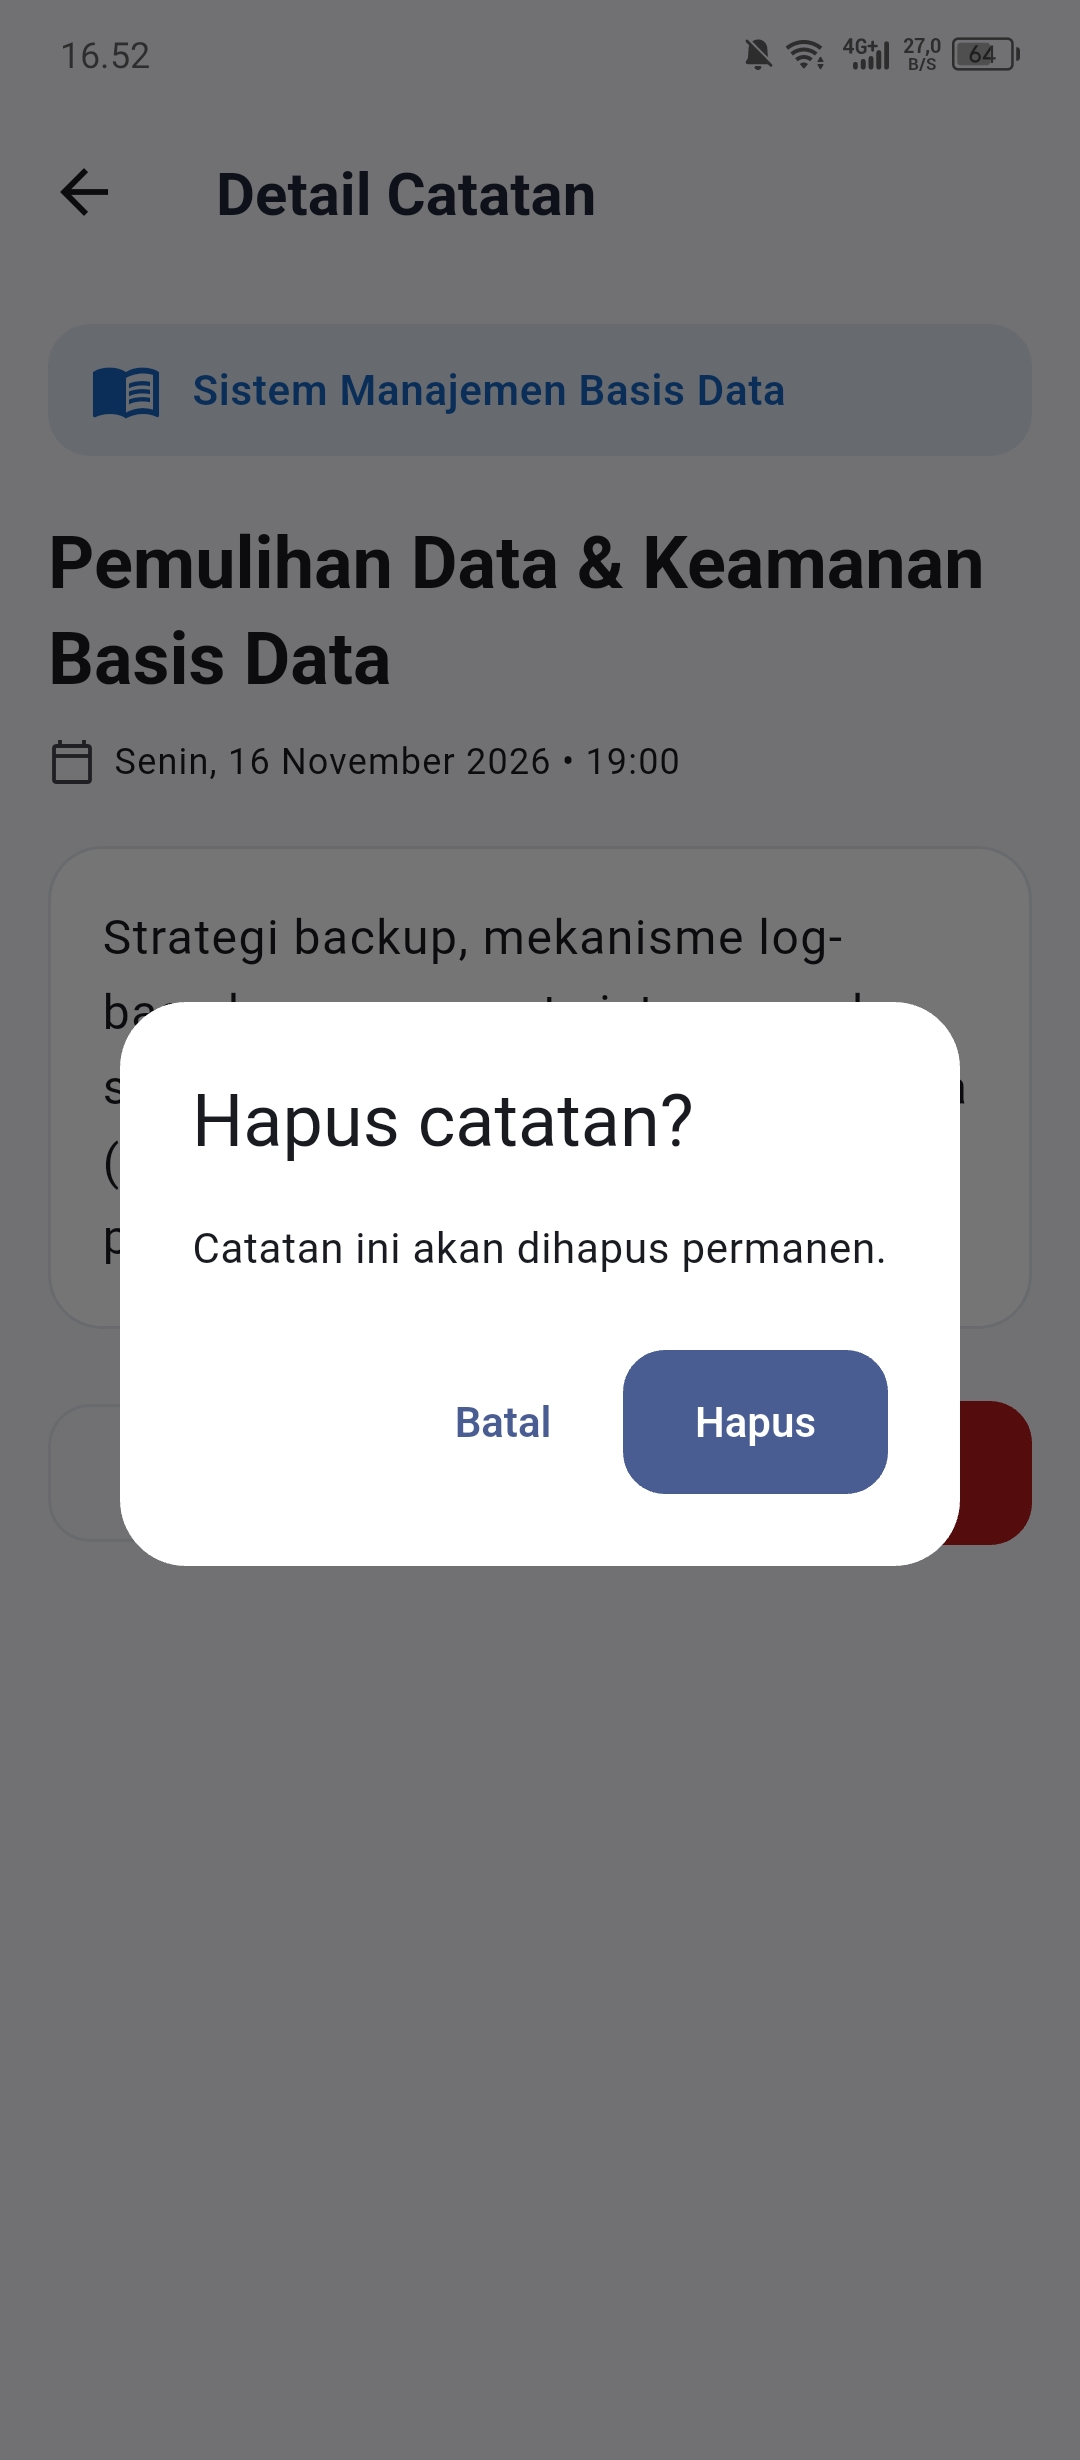 16.52
4G+ 27,0 B/S 64
Detail Catatan
Sistem Manajemen Basis Data
Pemulihan Data & Keamanan
Basis Data
Senin, 16 November 2026 • 19:00
Strategi backup, mekanisme log-
Hapus catatan?
Catatan ini akan dihapus permanen.
Batal
Hapus